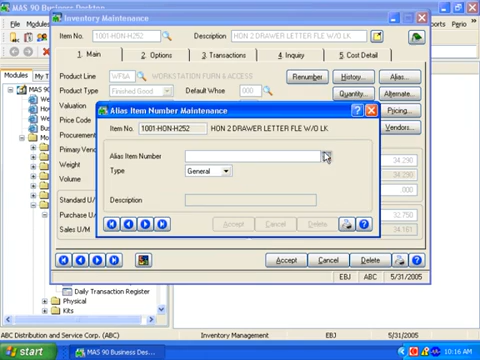 MAS 90 Business Desktop
File Modules
Inventory Maintenance
Item No. 1001-HON-H252 Description HON 2 DRAWER LETTER FLE W/O LK
1. Main 2. Options 3. Transactions 4. Inquiry 5. Cost Detail
Product Line WF&A WORKSTATION FURN & ACCESS Renumber History... Alias...
Product Type Finished Good Default Whse 000 Quantity... Alternate
Valuation
Pricing...
Price Code
Vendors...
Procurement
Primary Vend
Weight
Volume
34.290
34.290
.000
Standard U/
Purchase U/M 32.750
Sales U/M 34.161
Alias Item Number Maintenance
Item No. 1001-HON-H252 HON 2 DRAWER LETTER FLE W/O LK
Alias Item Number
Type General
Description
Accept Cancel Delete
Accept Cancel Delete
EBJ ABC 5/31/2005
Modules My T
MAS 90 B
Mo
Daily Transaction Register
Physical
Kits
ABC Distribution and Service Corp. (ABC) Inventory Management EBJ 5/31/2005
start MAS 90 Business Des... 10:16 AM